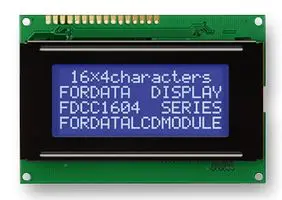 16×4characters
FORDATA DISPLAY
FDCC1604 SERIES
FORDATALCDMODULE